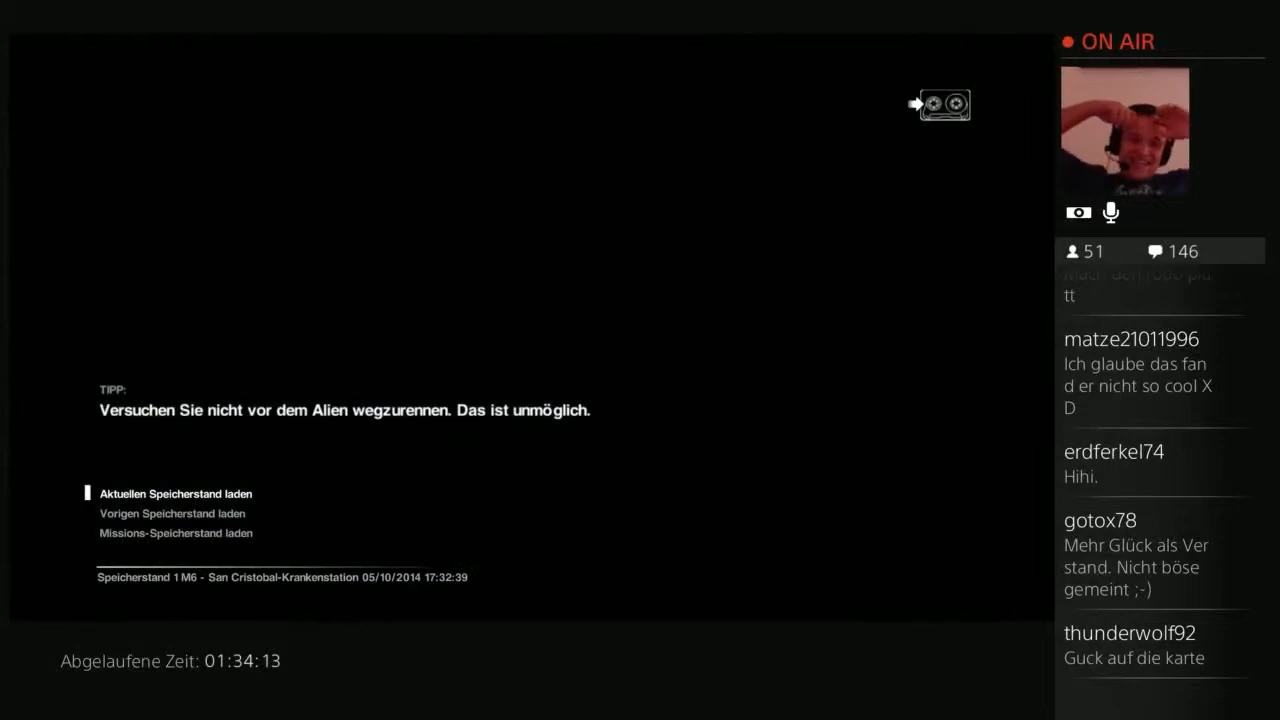 ON AIR
51 146
tt
matze21011996
Ich glaube das fan
d er nicht so cool X
D
erdferkel74
Hihi.
gotox78
Mehr Glück als Ver
stand. Nicht böse
gemeint ;-)
thunderwolf92
Guck auf die karte
TIPP:
Versuchen Sie nicht vor dem Alien wegzurennen. Das ist unmöglich.
Aktuellen Speicherstand laden
Vorigen Speicherstand laden
Missions-Speicherstand laden
Speicherstand 1 M6 - San Cristobal-Krankenstation 05/10/2014 17:32:39
Abgelaufene Zeit: 01:34:13